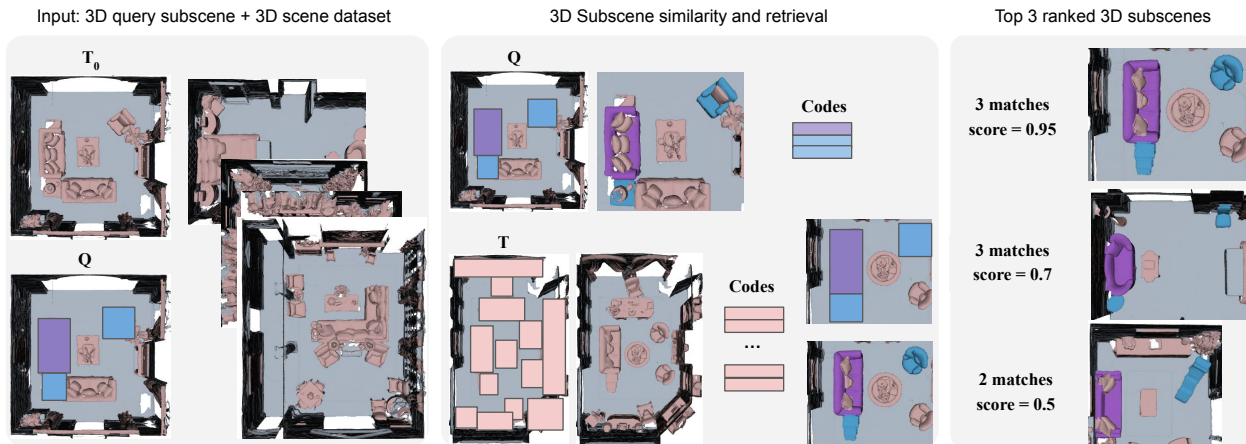 Input: 3D query subscene + 3D scene dataset
3D Subscene similarity and retrieval
Top 3 ranked 3D subscenes
T0
Q
Q
Codes
T
Codes
...
3 matches
score = 0.95
3 matches
score = 0.7
2 matches
score = 0.5